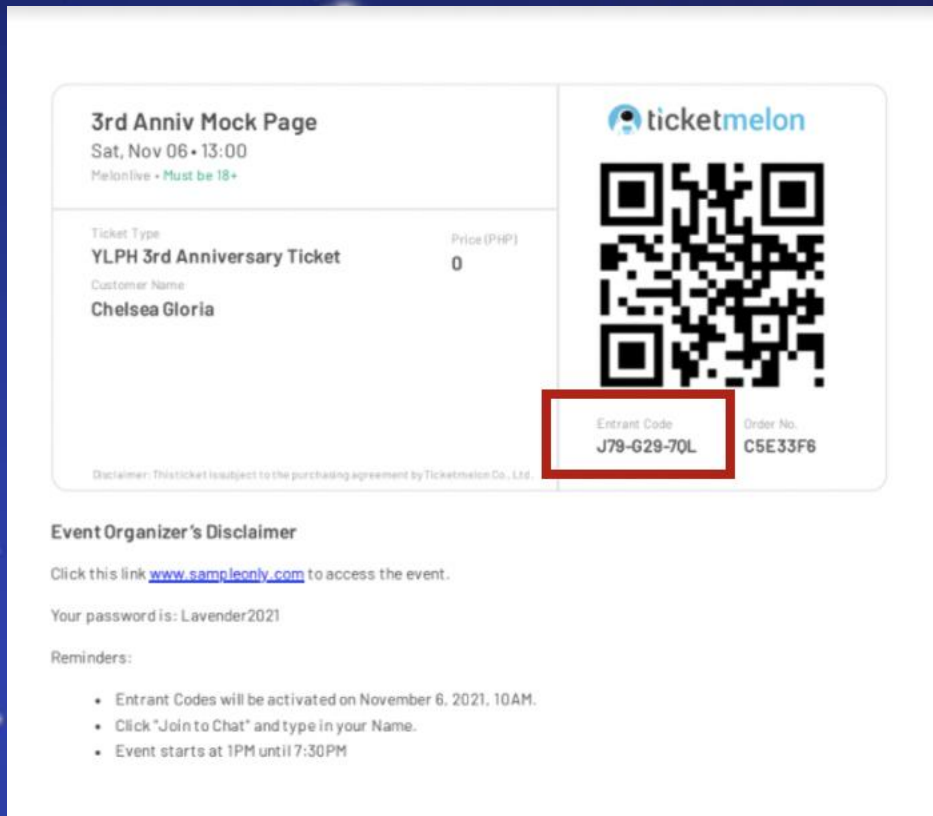 3rd Anniv Mock Page
Sat, Nov 06 • 13:00
Melonlive • Must be 18+
Ticket Type
YLPH 3rd Anniversary Ticket
Price (PHP)
0
Customer Name
Chelsea Gloria
Disclaimer: This ticket is subject to the purchasing agreement by Ticketmelon Co., Ltd.
ticketmelon
Entrant Code
J79-G29-7QL
Order No.
C5E33F6
Event Organizer's Disclaimer
Click this link www.sampleonly.com to access the event.
Your password is: Lavender2021
Reminders:
• Entrant Codes will be activated on November 6, 2021, 10AM.
• Click "Join to Chat" and type in your Name.
• Event starts at 1PM until 7:30PM